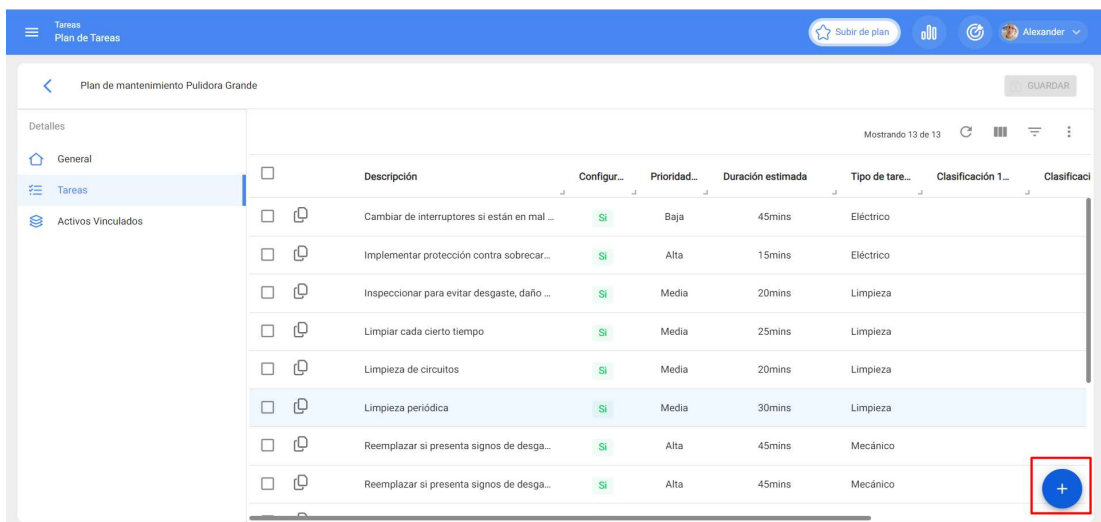 Tareas
Plan de Tareas
Subir de plan
Alexander
Plan de mantenimiento Pulidora Grande
GUARDAR
Detalles
General
Tareas
Activos Vinculados
Mostrando 13 de 13
Descripción Configur... Prioridad... Duración estimada Tipo de tare... Clasificación 1... Clasificaci
Cambiar de interruptores si están en mal ... Si Baja 45mins Eléctrico
Implementar protección contra sobrecar... Si Alta 15mins Eléctrico
Inspeccionar para evitar desgaste, daño ... Si Media 20mins Limpieza
Limpiar cada cierto tiempo Si Media 25mins Limpieza
Limpieza de circuitos Si Media 20mins Limpieza
Limpieza periódica Si Media 30mins Limpieza
Reemplazar si presenta signos de desga... Si Alta 45mins Mecánico
Reemplazar si presenta signos de desga... Si Alta 45mins Mecánico